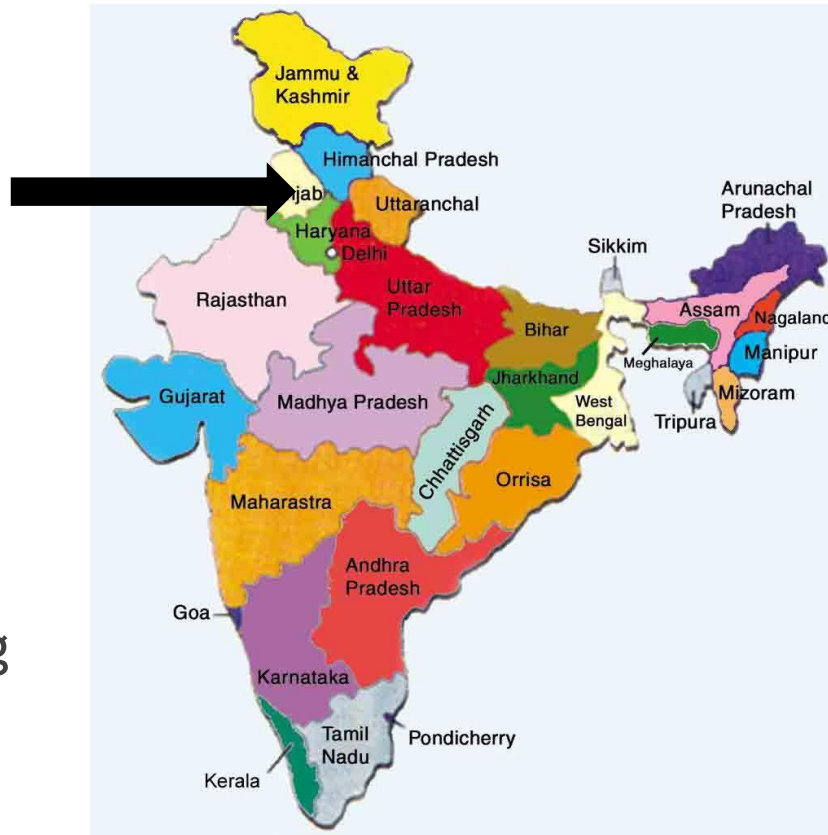 Jammu &
Kashmir
Himanchal Pradesh
jab
Uttaranchal
Arunachal
Pradesh
Haryana
Delhi
Sikkim
Rajasthan
Uttar
Pradesh
Bihar
Assam
Nagaland
Meghalaya
Manipur
Gujarat
Madhya Pradesh
Jharkhand
West
Bengal
Tripura
Mizoram
Chhattisgarh
Orrisa
Maharastra
Andhra
Pradesh
Goa
g
Karnataka
Tamil
Nadu
Pondicherry
Kerala